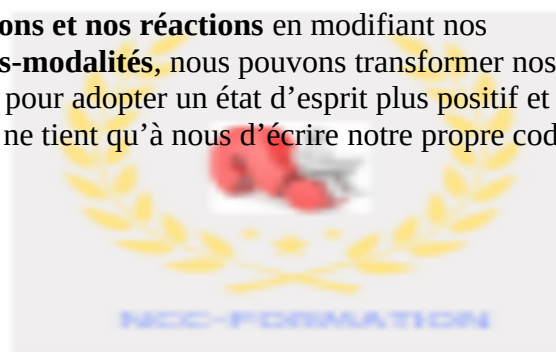 ons et nos réactions en modifiant nos
s-modalités, nous pouvons transformer nos
pour adopter un état d’esprit plus positif et
ne tient qu’à nous d’écrire notre propre cod
NCC-FORMATION